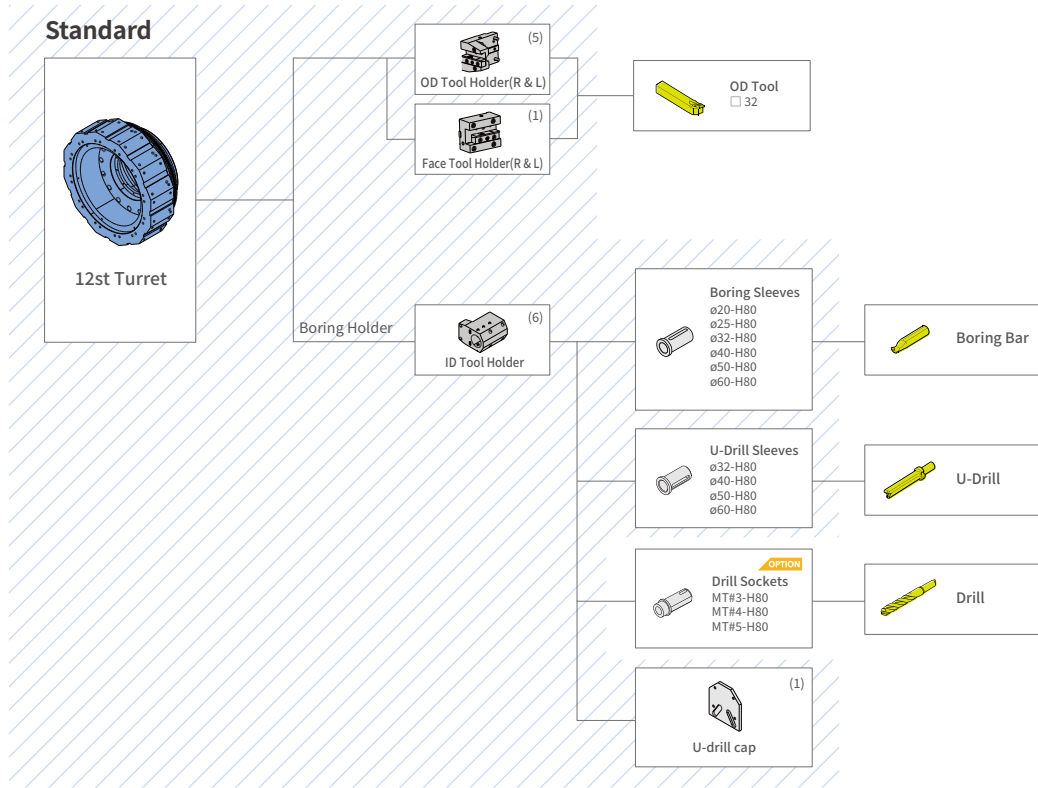 Standard
12st Turret
(5)
OD Tool Holder(R & L)
(1)
Face Tool Holder(R & L)
OD Tool
□ 32
Boring Holder
(6)
ID Tool Holder
Boring Sleeves
ø20-H80
ø25-H80
ø32-H80
ø40-H80
ø50-H80
ø60-H80
Boring Bar
U-Drill Sleeves
ø32-H80
ø40-H80
ø50-H80
ø60-H80
U-Drill
OPTION
Drill Sockets
MT#3-H80
MT#4-H80
MT#5-H80
Drill
(1)
U-drill cap